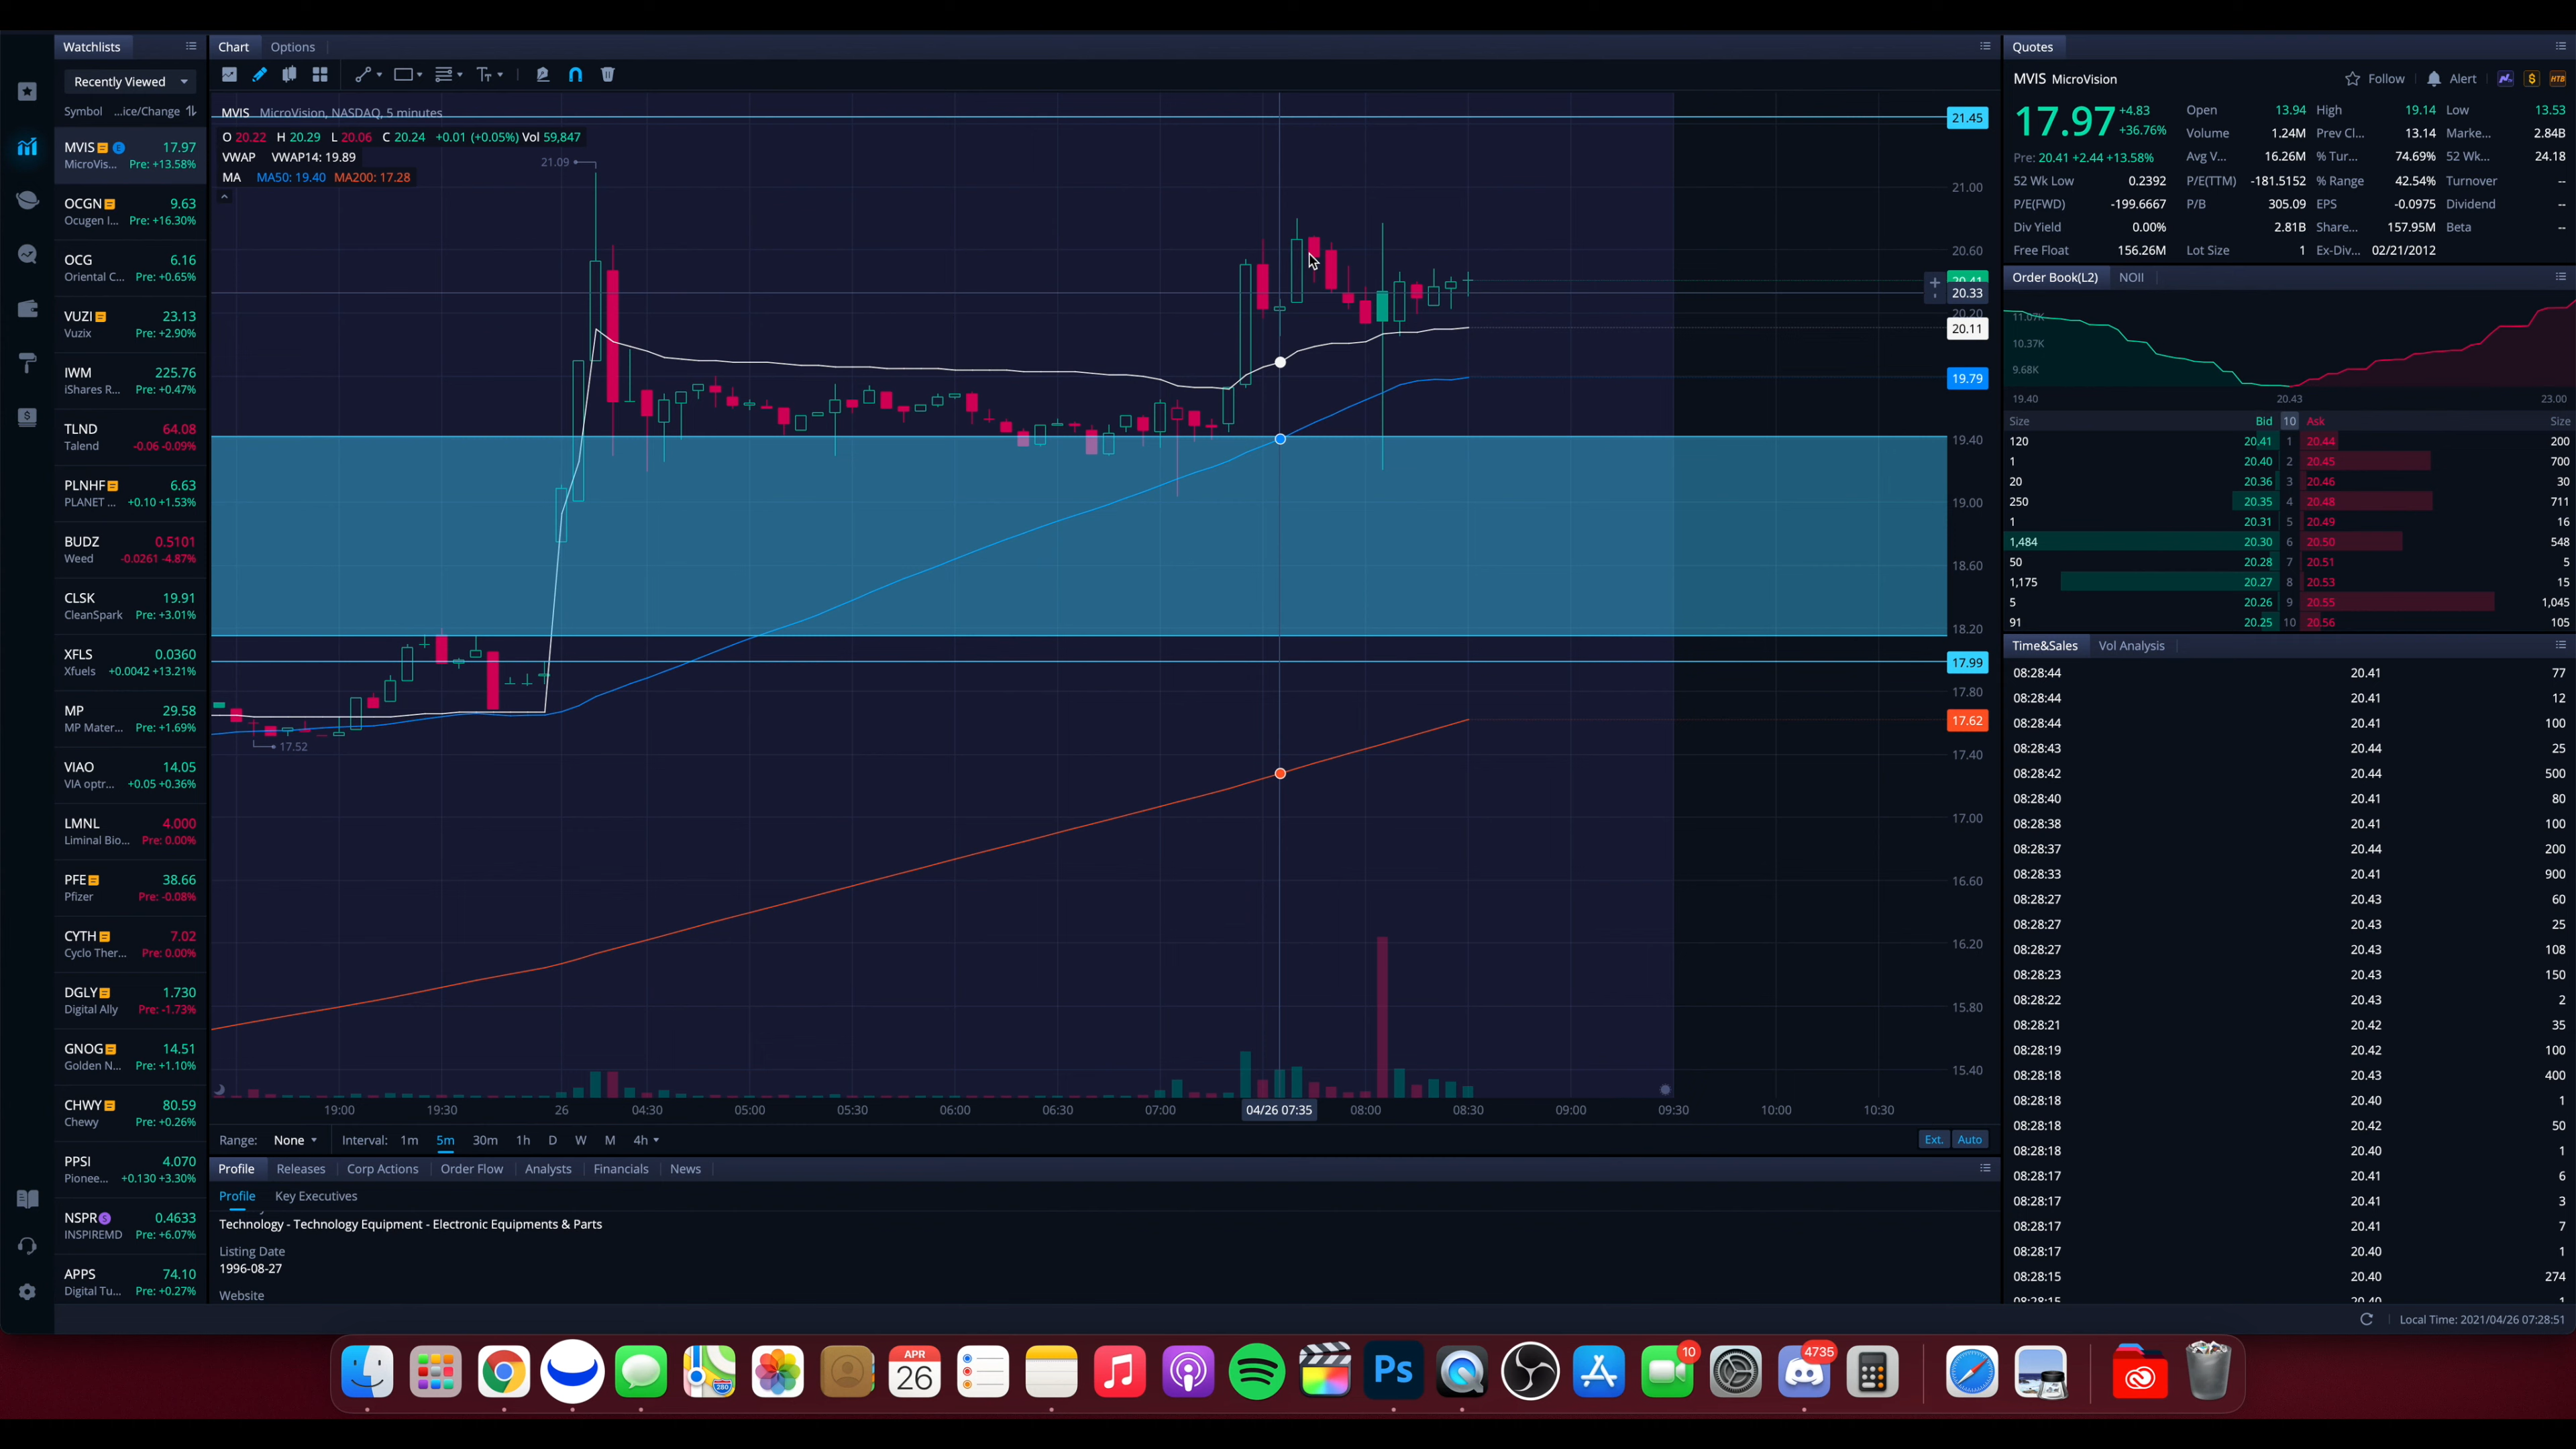 Watchlists
Recently Viewed
Symbol ...ice/Change
MVIS 17.97
MicroVis... Pre: +13.58%
OCGN 9.63
Ocugen I... Pre: +16.30%
OCG 6.16
Oriental C... Pre: +0.65%
VUZI 23.13
Vuzix Pre: +2.90%
IWM 225.76
iShares R... Pre: +0.47%
TLND 64.08
Talend -0.06 -0.09%
PLNHF 6.63
PLANET ... +0.10 +1.53%
BUDZ 0.5101
Weed -0.0261 -4.87%
CLSK 19.91
CleanSpark Pre: +3.01%
XFLS 0.0360
Xfuels +0.0042 +13.21%
MP 29.58
MP Mater... Pre: +1.69%
VIAO 14.05
VIA optr... +0.05 +0.36%
LMNL 4.000
Liminal Bio... Pre: 0.00%
PFE 38.66
Pfizer Pre: -0.08%
CYTH 7.02
Cyclo Ther... Pre: 0.00%
DGLY 1.730
Digital Ally Pre: -1.73%
GNOG 14.51
Golden N... Pre: +1.10%
CHWY 80.59
Chewy Pre: +0.26%
PPSI 4.070
Pionee... +0.130 +3.30%
NSPR S 0.4633
INSPIREMD Pre: +6.07%
APPS 74.10
Digital Tu... Pre: +0.27%
Chart Options
MVIS MicroVision, NASDAQ, 5 minutes
O 20.22 H 20.29 L 20.06 C 20.24 +0.01 (+0.05%) Vol 59,847
VWAP VWAP14: 19.89
MA MA50: 19.40 MA200: 17.28
21.09
17.52
21.45
21.00
20.60
20.41
20.33
20.20
20.11
19.79
19.40
19.00
18.60
18.20
17.99
17.80
17.62
17.40
17.00
16.60
16.20
15.80
15.40
19:00 19:30 26 04:30 05:00 05:30 06:00 06:30 07:00 04/26 07:35 08:00 08:30 09:00 09:30 10:00 10:30
Range: None Interval: 1m 5m 30m 1h D W M 4h Ext. Auto
Profile Releases Corp Actions Order Flow Analysts Financials News
Profile Key Executives
Technology - Technology Equipment - Electronic Equipments & Parts
Listing Date
1996-08-27
Website
Quotes
MVIS MicroVision Follow Alert $ HTB
17.97 +4.83
+36.76%
Pre: 20.41 +2.44 +13.58%
Open 13.94 High 19.14 Low 13.53
Volume 1.24M Prev Cl... 13.14 Marke... 2.84B
Avg V... 16.26M % Tur... 74.69% 52 Wk... 24.18
52 Wk Low 0.2392 P/E(TTM) -181.5152 % Range 42.54% Turnover --
P/E(FWD) -199.6667 P/B 305.09 EPS -0.0975 Dividend --
Div Yield 0.00% 2.81B Share... 157.95M Beta --
Free Float 156.26M Lot Size 1 Ex-Div... 02/21/2012
Order Book(L2) NOII
11.07K
10.37K
9.68K
19.40 20.43 23.00
Size Bid 10 Ask Size
120 20.41 1 20.44 200
1 20.40 2 20.45 700
20 20.36 3 20.46 30
250 20.35 4 20.48 711
1 20.31 5 20.49 16
1,484 20.30 6 20.50 548
50 20.28 7 20.51 5
1,175 20.27 8 20.53 15
5 20.26 9 20.55 1,045
91 20.25 10 20.56 105
Time&Sales Vol Analysis
08:28:44 20.41 77
08:28:44 20.41 12
08:28:44 20.41 100
08:28:43 20.44 25
08:28:42 20.44 500
08:28:40 20.41 80
08:28:38 20.41 100
08:28:37 20.44 200
08:28:33 20.41 900
08:28:27 20.43 60
08:28:27 20.43 25
08:28:27 20.43 108
08:28:23 20.43 150
08:28:22 20.43 2
08:28:21 20.42 35
08:28:19 20.42 100
08:28:18 20.43 400
08:28:18 20.40 1
08:28:18 20.42 50
08:28:18 20.40 1
08:28:17 20.41 6
08:28:17 20.41 3
08:28:17 20.41 7
08:28:17 20.40 1
08:28:15 20.40 274
08:28:15 20.40 1
Local Time: 2021/04/26 07:28:51
APR
26
280
Ps
10
4735